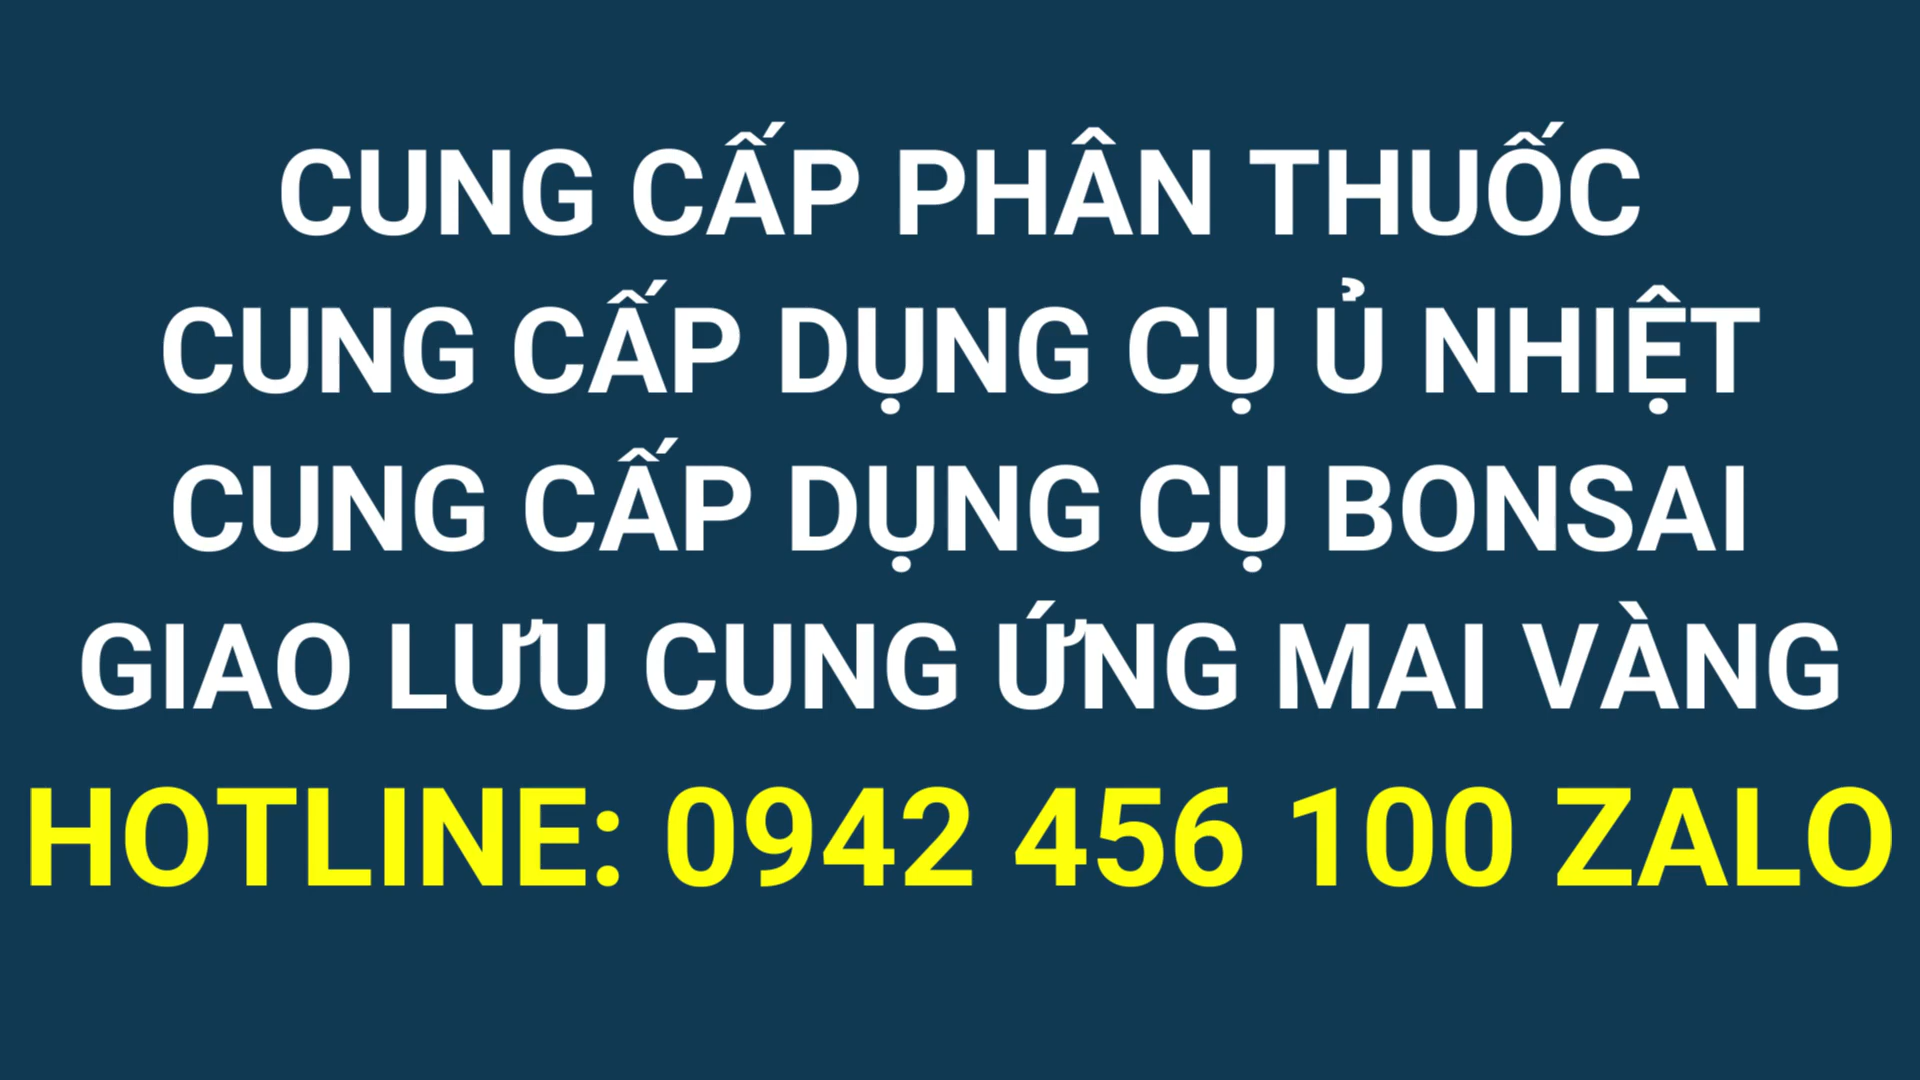 CUNG CẤP PHÂN THUỐC
CUNG CẤP DỤNG CỤ Ủ NHIỆT
CUNG CẤP DỤNG CỤ BONSAI
GIAO LƯU CUNG ỨNG MAI VÀNG
HOTLINE: 0942 456 100 ZALO